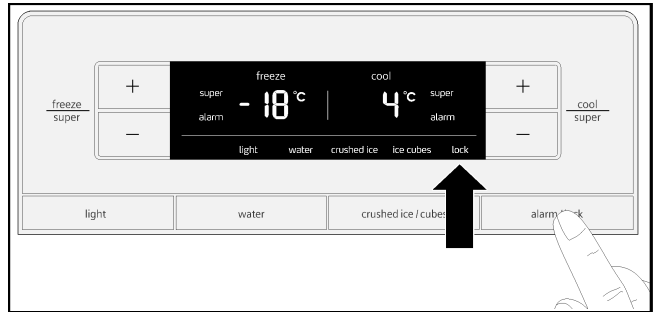 freeze
super
+
−
freeze
cool
super
alarm
- 18 °C
4 °C
super
alarm
light
water
crushed ice
ice cubes
lock
+
−
cool
super
light
water
crushed ice / cubes
alarm